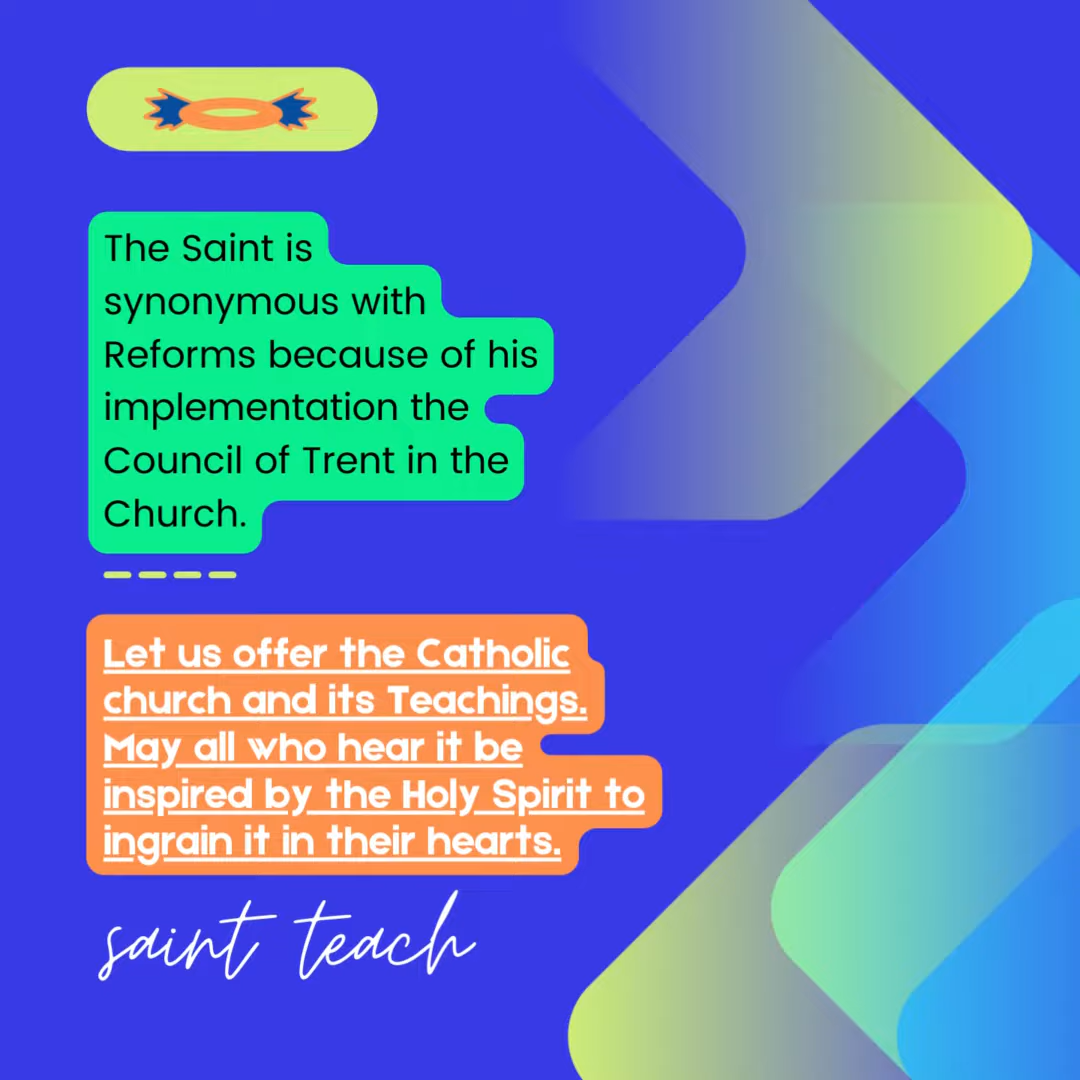 The Saint is
synonymous with
Reforms because of his
implementation the
Council of Trent in the
Church.
Let us offer the Catholic
church and its Teachings.
May all who hear it be
inspired by the Holy Spirit to
ingrain it in their hearts.
saint teach